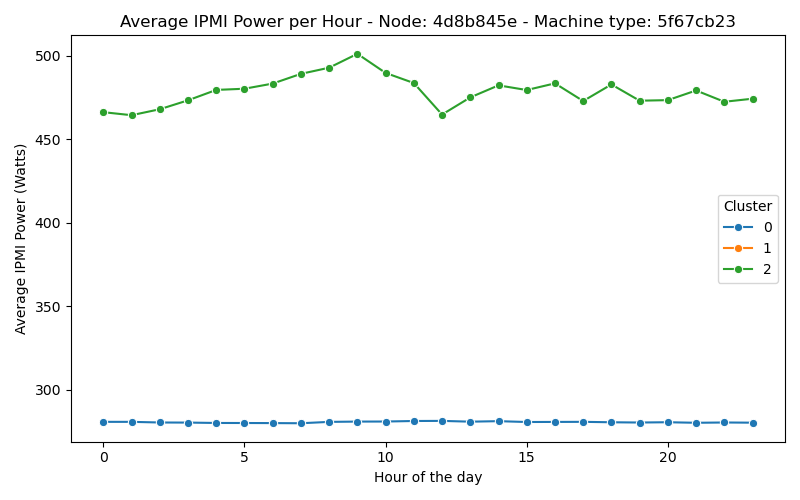 Average IPMI Power per Hour - Node: 4d8b845e - Machine type: 5f67cb23
Average IPMI Power (Watts)
500
450
400
350
300
Cluster
0
1
2
0 5 10 15 20
Hour of the day